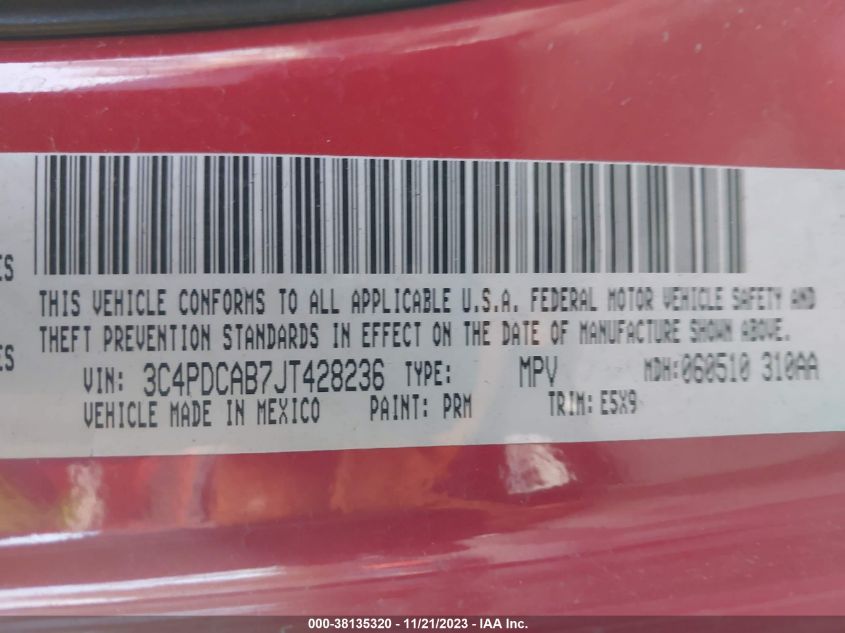 ES
THIS VEHICLE CONFORMS TO ALL APPLICABLE U.S.A. FEDERAL MOTOR VEHICLE SAFETY AND
THEFT PREVENTION STANDARDS IN EFFECT ON THE DATE OF MANUFACTURE SHOWN ABOVE.
ES
VIN: 3C4PDCAB7JT428236 TYPE: MPV MDH:060510 310AA
VEHICLE MADE IN MEXICO PAINT: PRM TRIM: E5X9
000-38135320 - 11/21/2023 - IAA Inc.